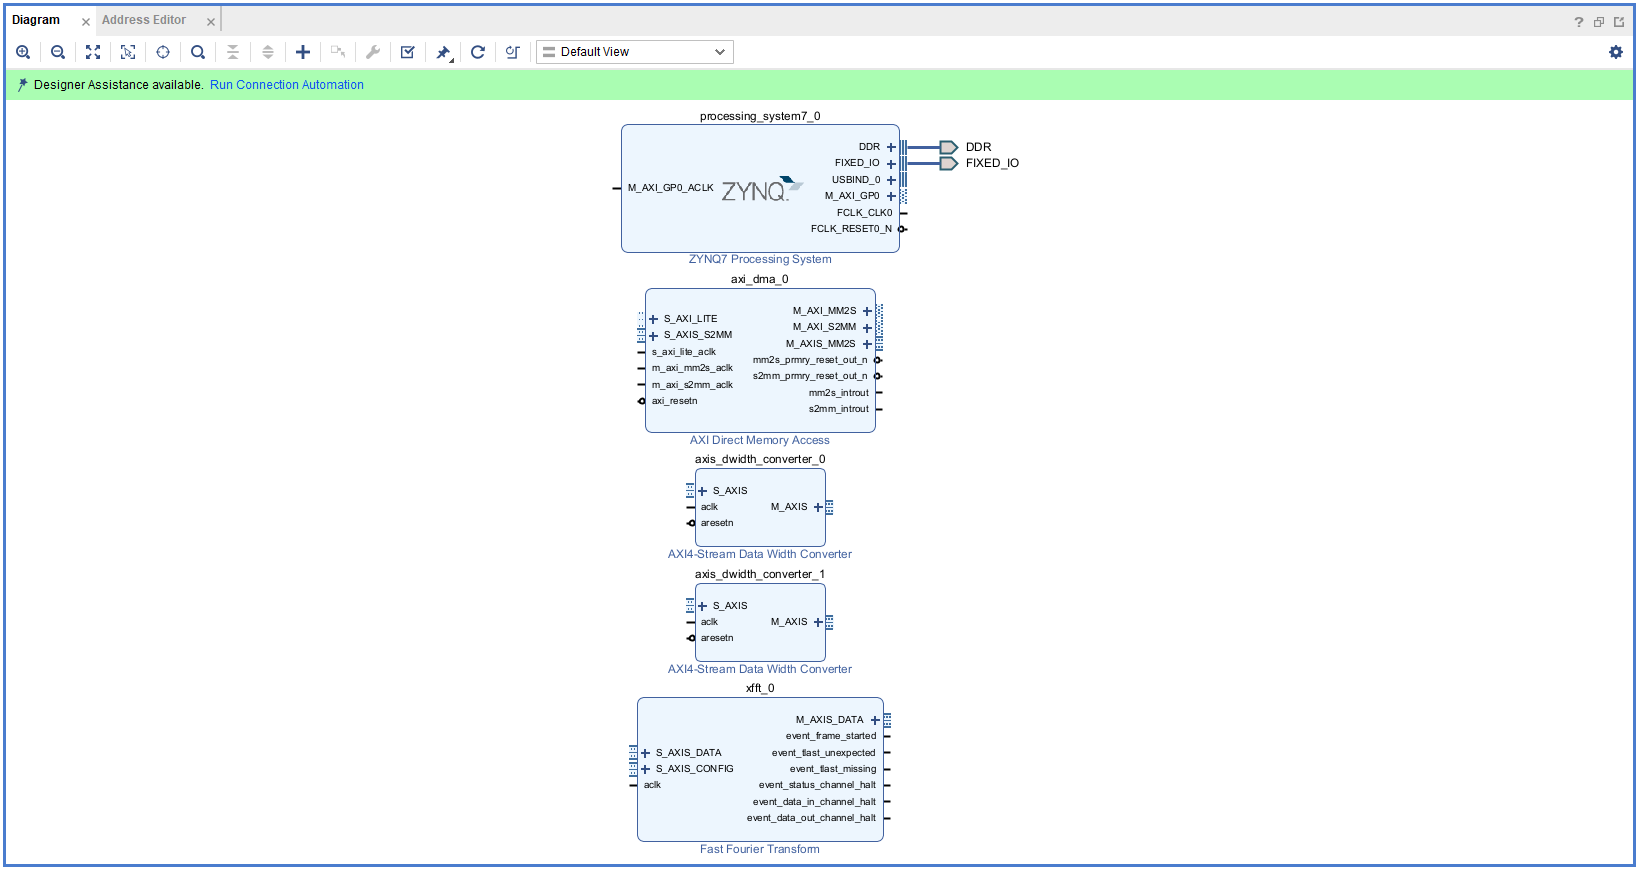 Diagram × Address Editor × ?
Default View
Designer Assistance available. Run Connection Automation
processing_system7_0
DDR
FIXED_IO
USBIND_0
M_AXI_GP0_ACLK ZYNQ M_AXI_GP0
FCLK_CLK0
FCLK_RESET0_N
DDR
FIXED_IO
ZYNQ7 Processing System
axi_dma_0
S_AXI_LITE
S_AXIS_S2MM
s_axi_lite_aclk
m_axi_mm2s_aclk
m_axi_s2mm_aclk
axi_resetn
M_AXI_MM2S
M_AXI_S2MM
M_AXIS_MM2S
mm2s_prmry_reset_out_n
s2mm_prmry_reset_out_n
mm2s_introut
s2mm_introut
AXI Direct Memory Access
axis_dwidth_converter_0
S_AXIS
aclk
aresetn
M_AXIS
AXI4-Stream Data Width Converter
axis_dwidth_converter_1
S_AXIS
aclk
aresetn
M_AXIS
AXI4-Stream Data Width Converter
xfft_0
S_AXIS_DATA
S_AXIS_CONFIG
aclk
M_AXIS_DATA
event_frame_started
event_tlast_unexpected
event_tlast_missing
event_status_channel_halt
event_data_in_channel_halt
event_data_out_channel_halt
Fast Fourier Transform